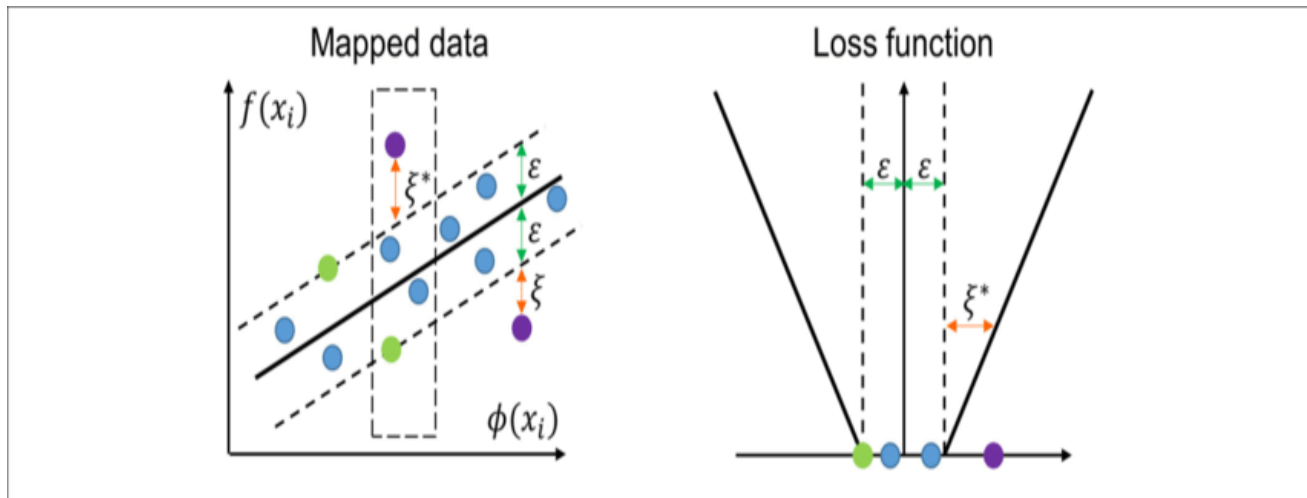 Mapped data
Loss function
f(xᵢ)
ξ*
ε
ε
ξ
ϕ(xᵢ)
ε ε
ξ*